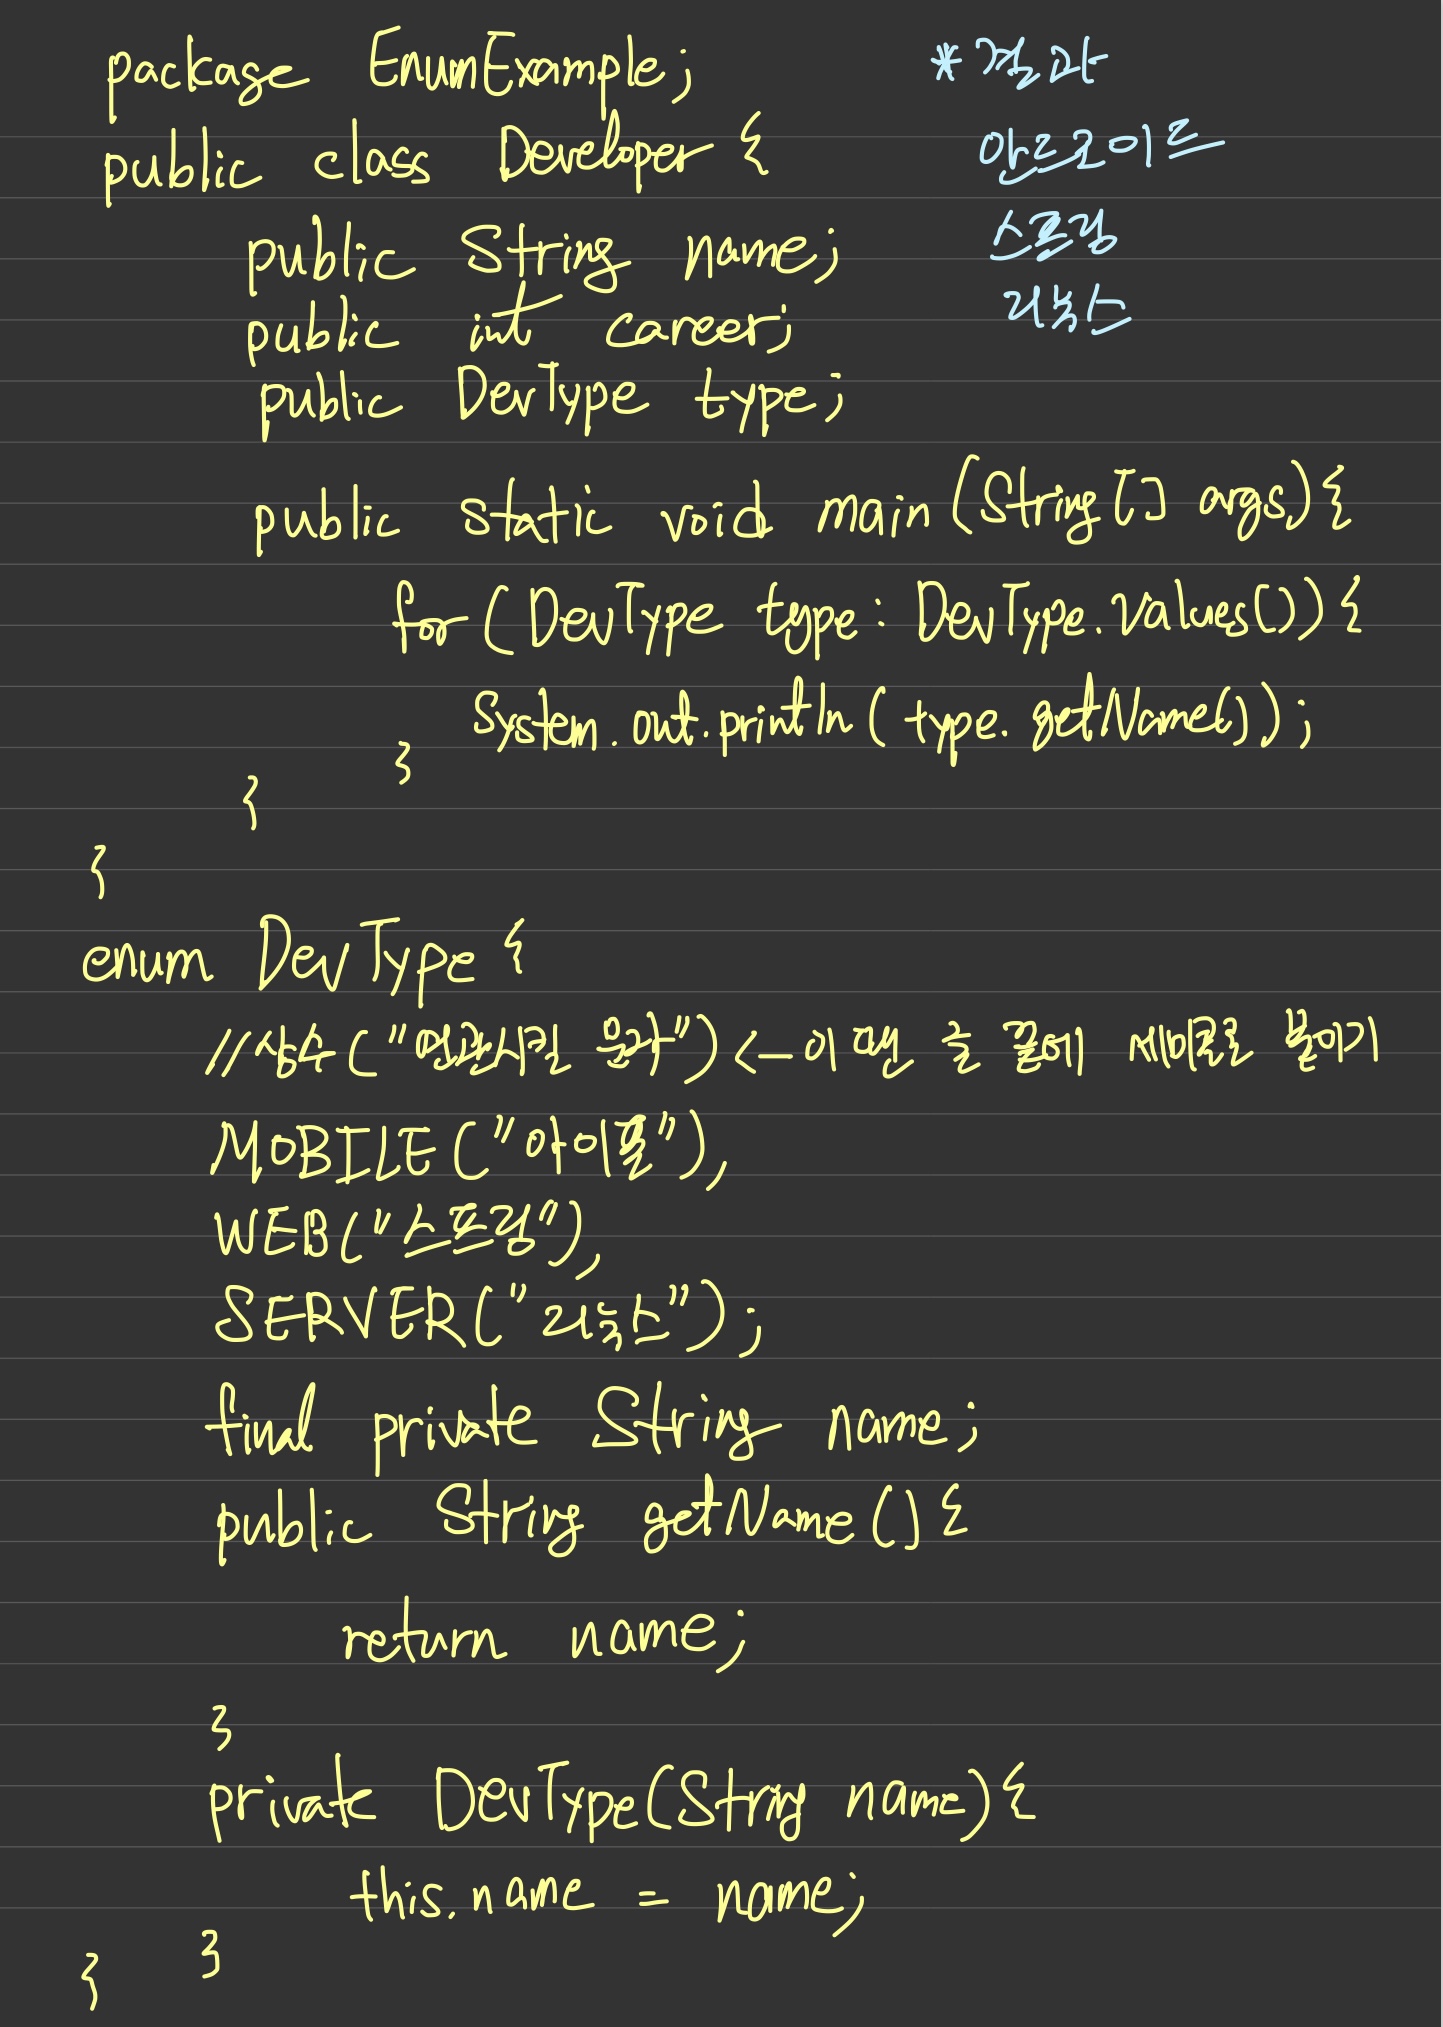 package EnumExample;
*결과
public class Developer {
안드로이드
public String name;
스프링
public int career;
리눅스
public DevType type;
public static void main (String [] args) {
for (DevType type : DevType.values()) {
System.out.println ( type. getName());
}
}
}
enum DevType {
//상수 ("연관시킬 문자") <- 이 땐 줄 끝에 세미콜론 붙이기
MOBILE ("아이폰"),
WEB ("스프링"),
SERVER ("리눅스");
final private String name;
public String getName () {
return name;
}
private DevType (String name) {
this.name = name;
}
}